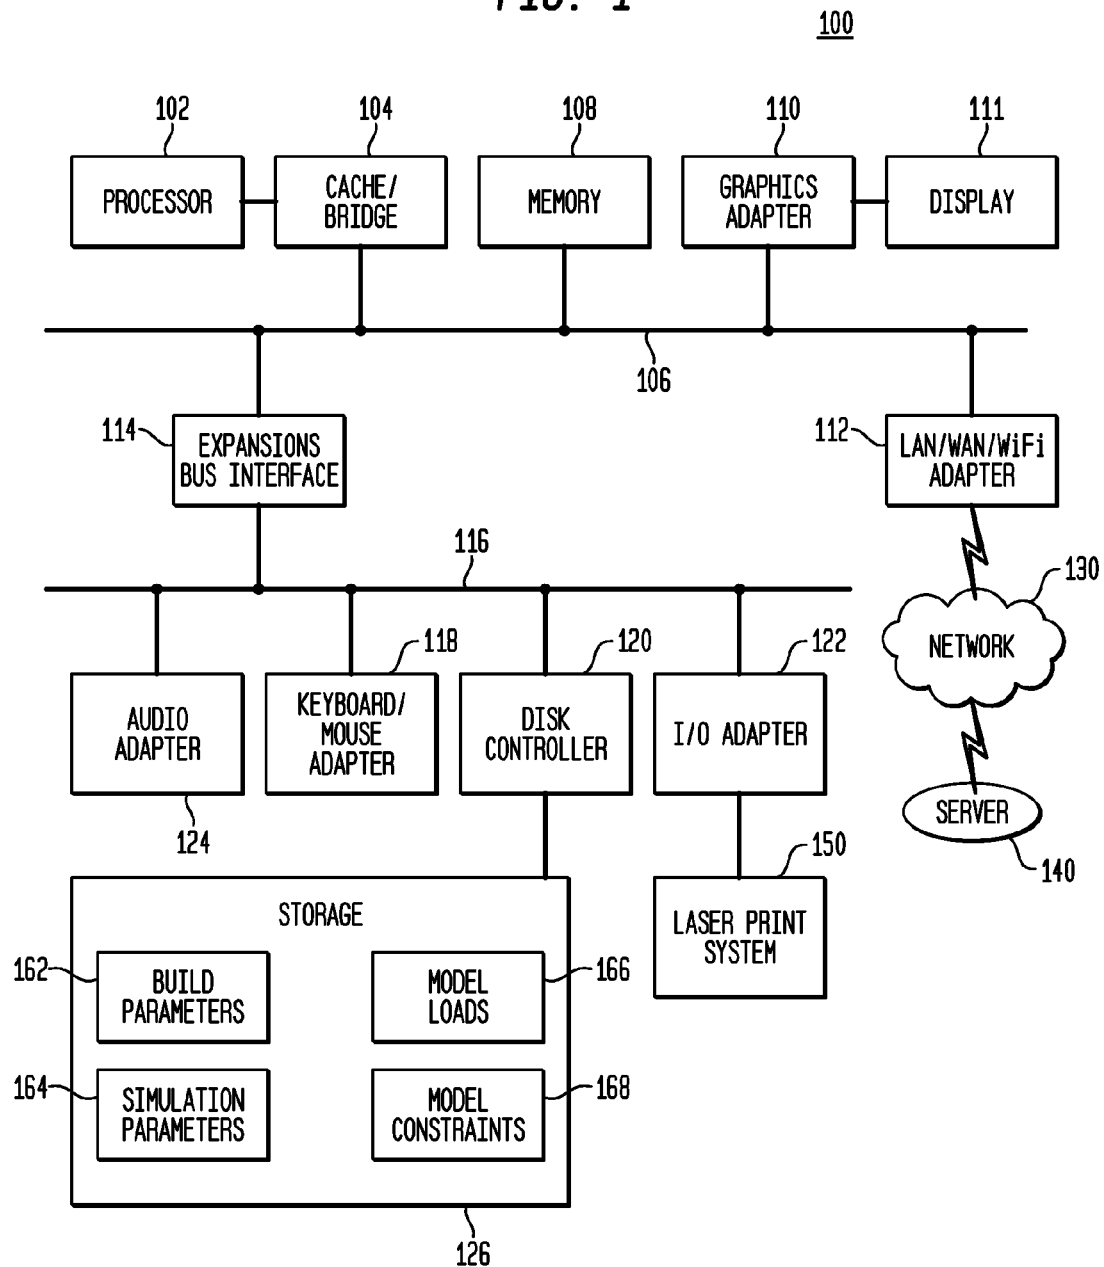 FIG. 1
100
102
104
108
110
111
PROCESSOR
CACHE/
BRIDGE
MEMORY
GRAPHICS
ADAPTER
DISPLAY
106
114
EXPANSIONS
BUS INTERFACE
112
LAN/WAN/WiFi
ADAPTER
116
130
NETWORK
118
120
122
AUDIO
ADAPTER
KEYBOARD/
MOUSE
ADAPTER
DISK
CONTROLLER
I/O ADAPTER
SERVER
124
140
150
STORAGE
LASER PRINT
SYSTEM
162
BUILD
PARAMETERS
MODEL
LOADS
166
164
SIMULATION
PARAMETERS
MODEL
CONSTRAINTS
168
126